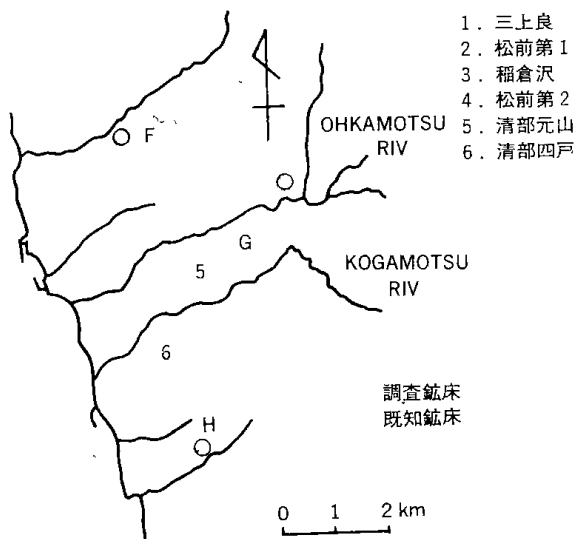 1. 三上良
2. 松前第1
3. 稲倉沢
4. 松前第2
5. 清部元山
6. 清部四戸
F
OHKAMOTSU
RIV
G
5
KOGAMOTSU
RIV
6
調査鉱床
既知鉱床
H
0 1 2 km